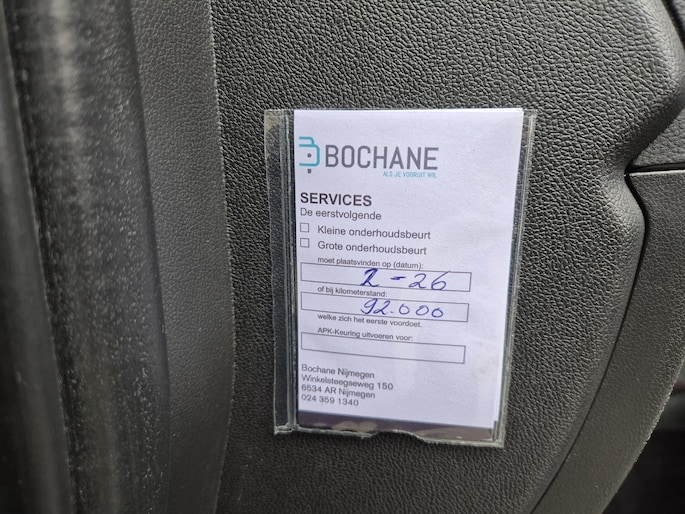 BOCHANE
ALS JE VOORUIT WIL
SERVICES
De eerstvolgende
Kleine onderhoudsbeurt
Grote onderhoudsbeurt
moet plaatsvinden op (datum):
2-26
of bij kilometerstand:
92.000
welke zich het eerste voordoet.
APK-Keuring uitvoeren voor:
Bochane Nijmegen
Winkelsteegseweg 150
6534 AR Nijmegen
024 359 1340